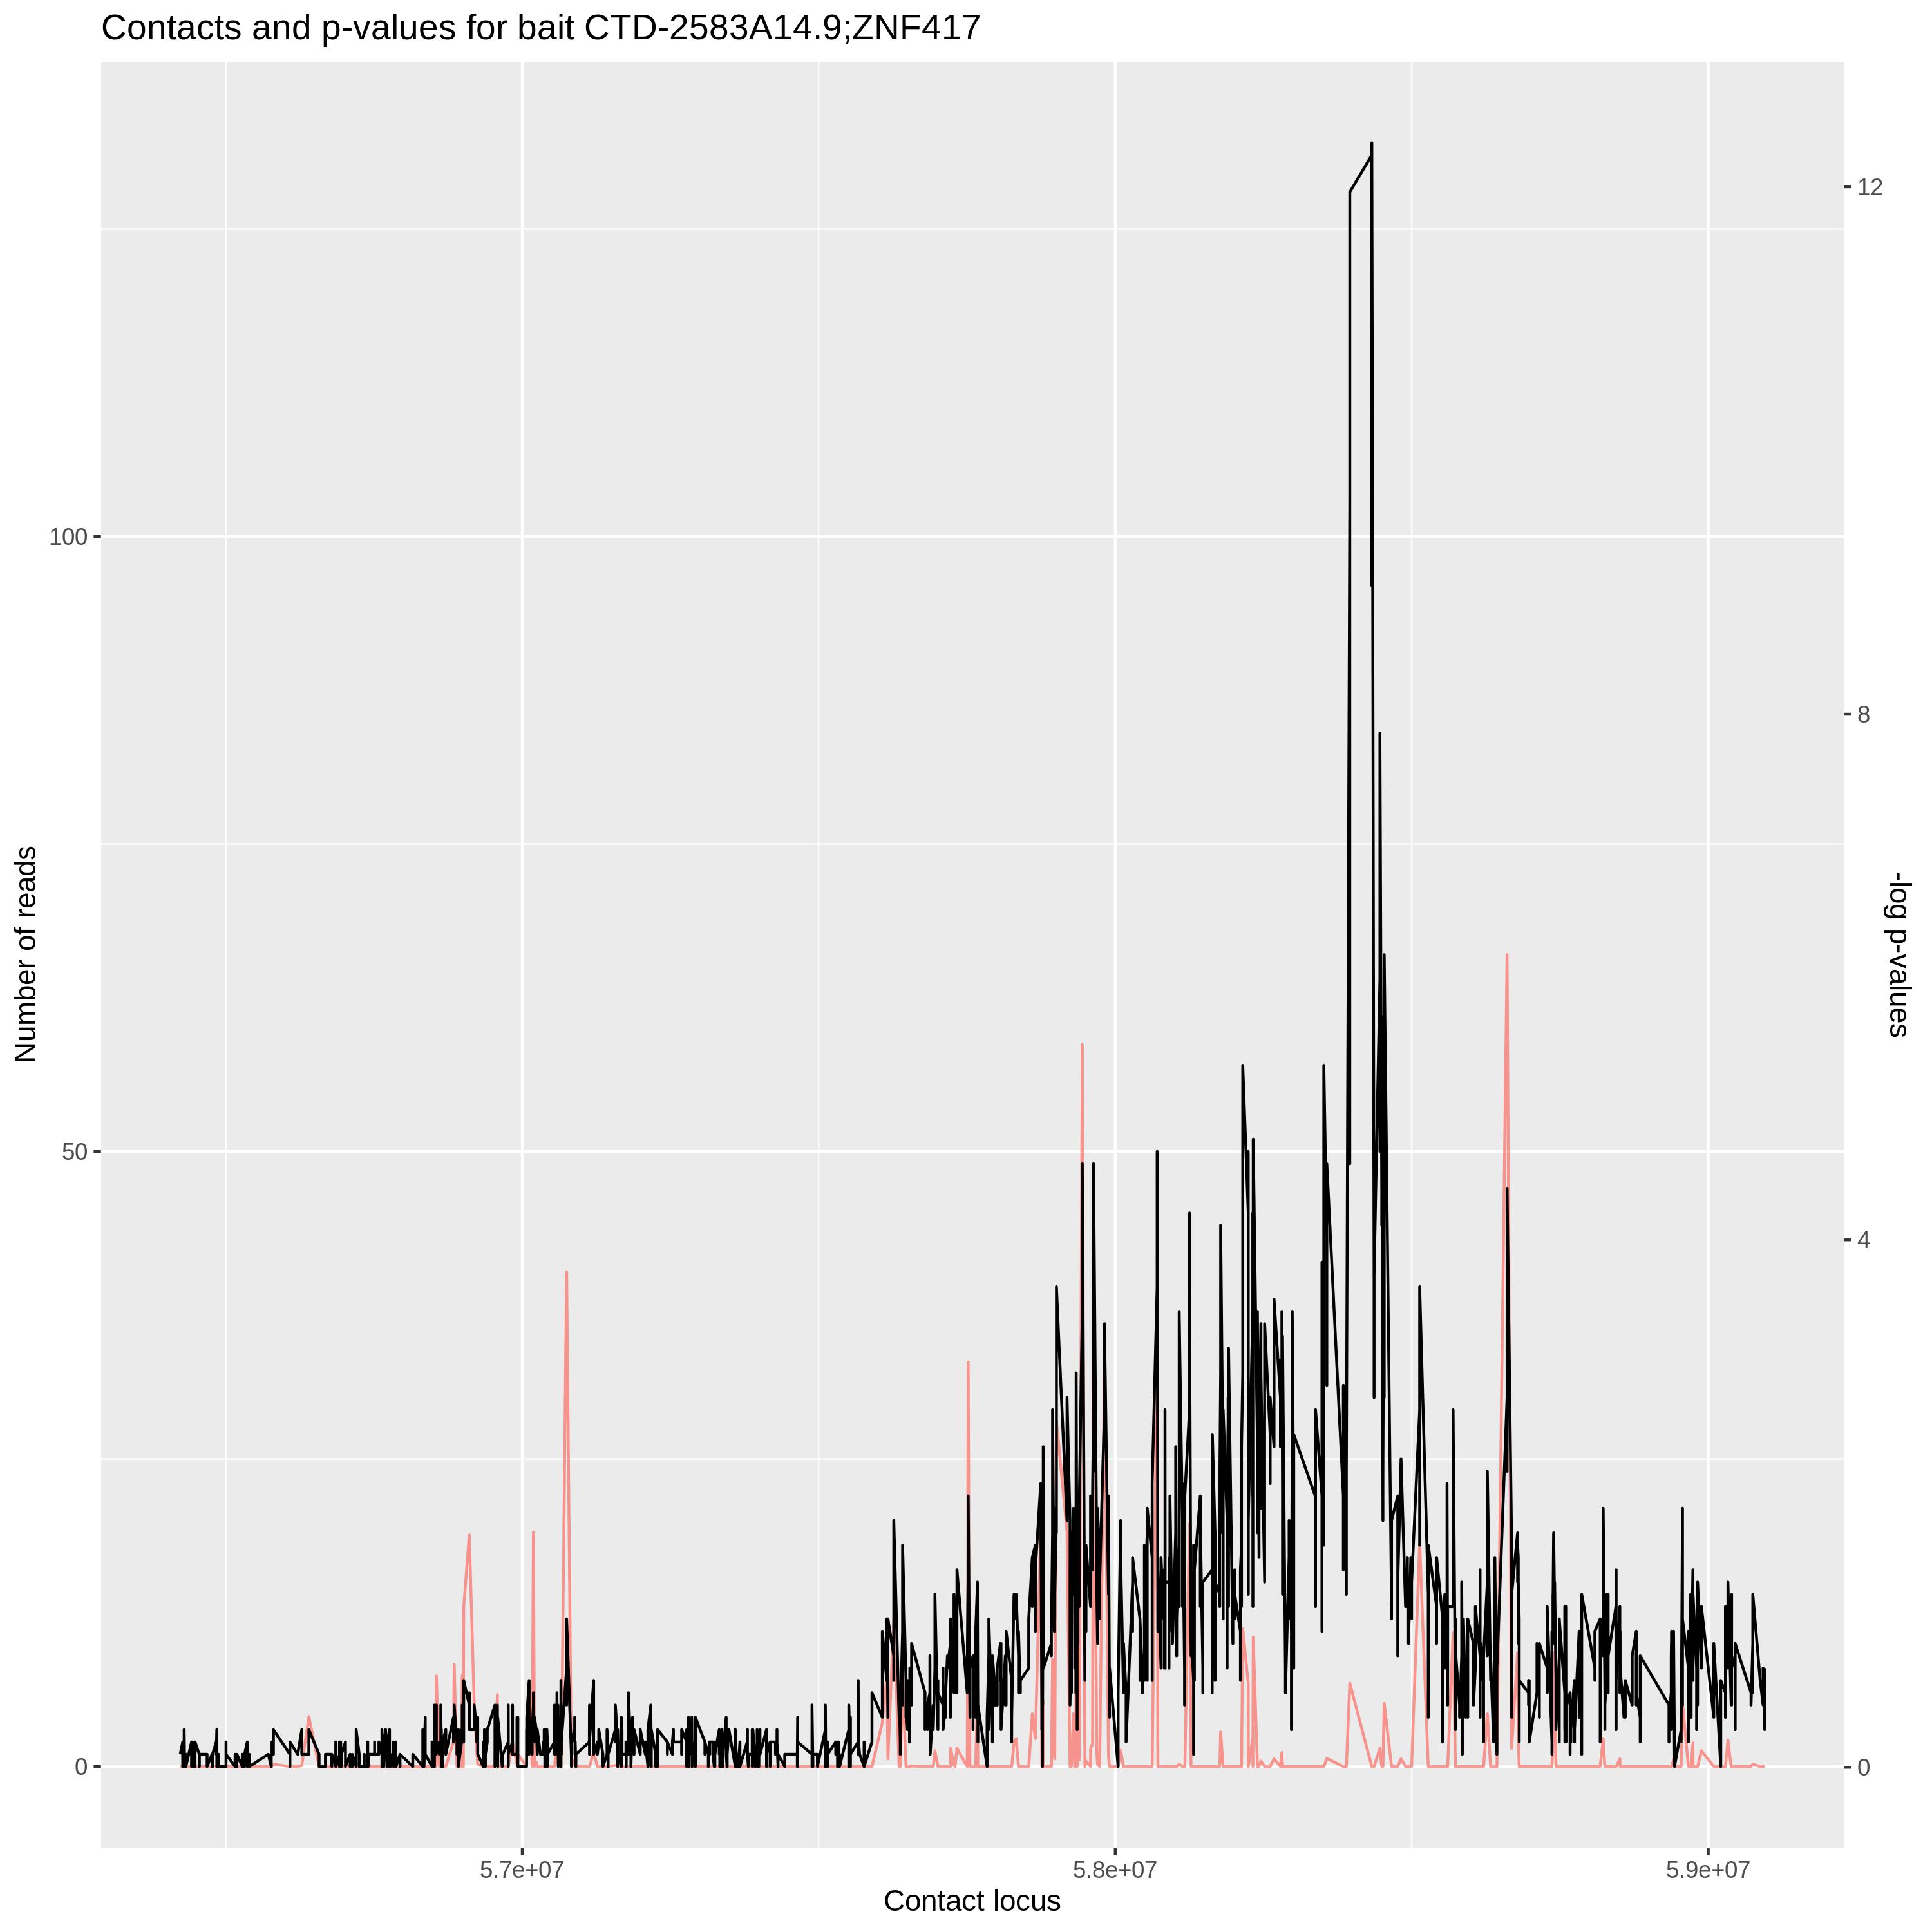 Contacts and p-values for bait CTD-2583A14.9;ZNF417
Number of reads
100
50
0
12
8
4
0
-log p-values
5.7e+07
5.8e+07
5.9e+07
Contact locus